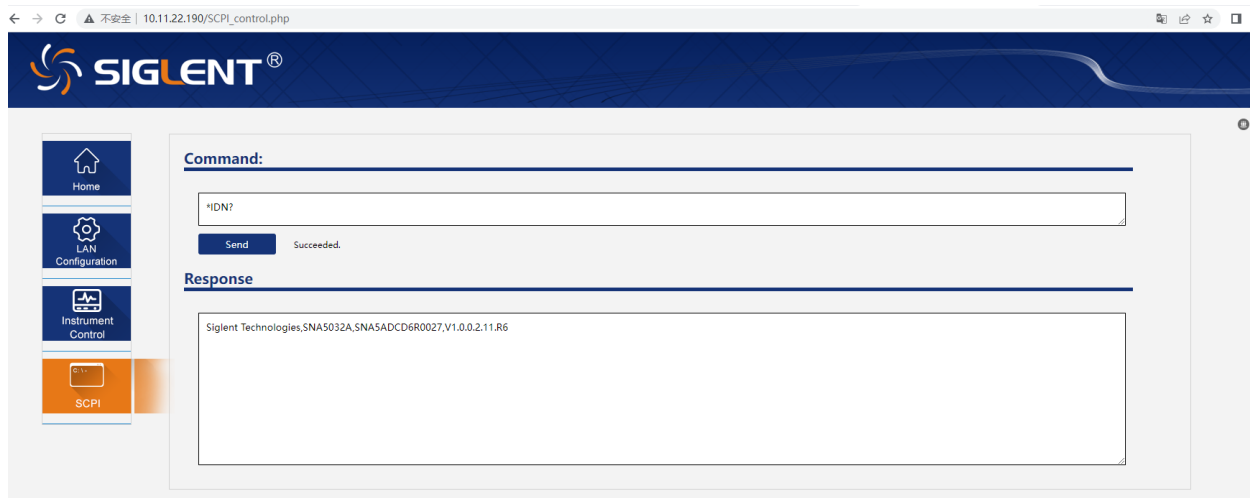 不安全 | 10.11.22.190/SCPI_control.php
SIGLENT®
Home
LAN
Configuration
Instrument
Control
C:\-
SCPI
Command:
*IDN?
Send
Succeeded.
Response
Siglent Technologies,SNA5032A,SNA5ADCD6R0027,V1.0.0.2.11.R6